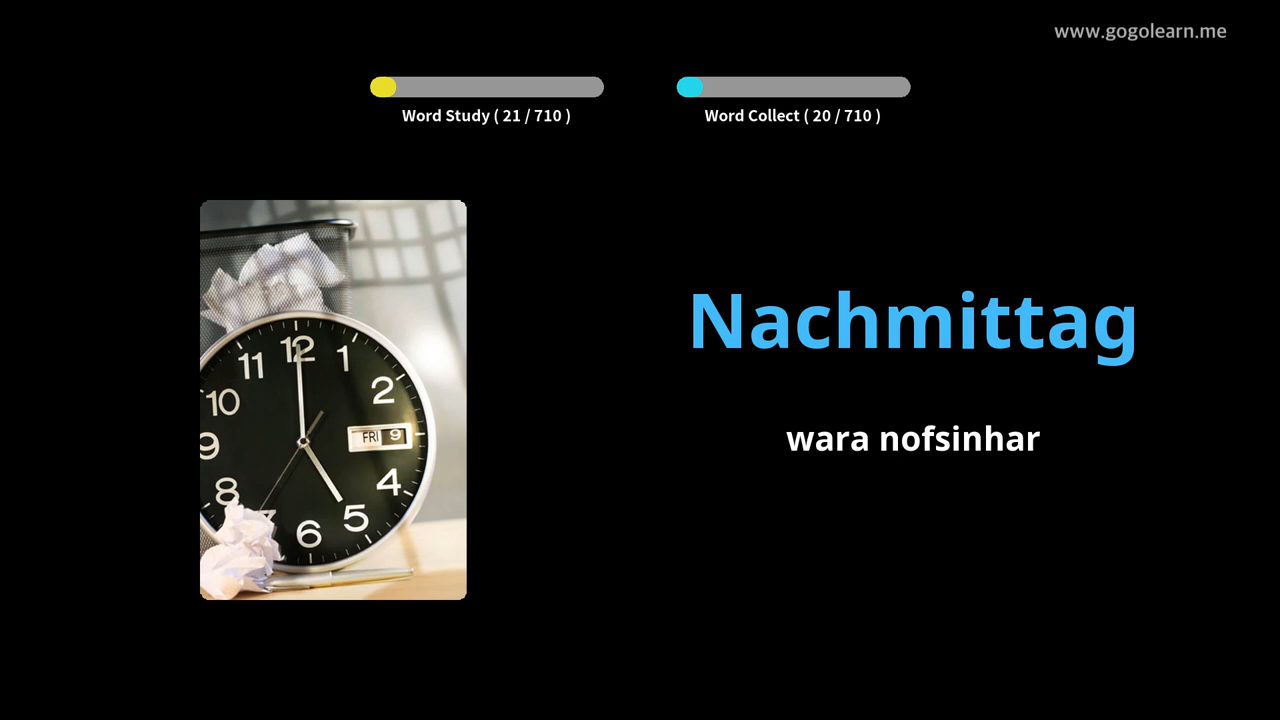 www.gogolearn.me
Word Study ( 21 / 710 )
Word Collect ( 20 / 710 )
Nachmittag
wara nofsinhar
12
11
1
10
2
9
FRI 9
8
4
7
5
6